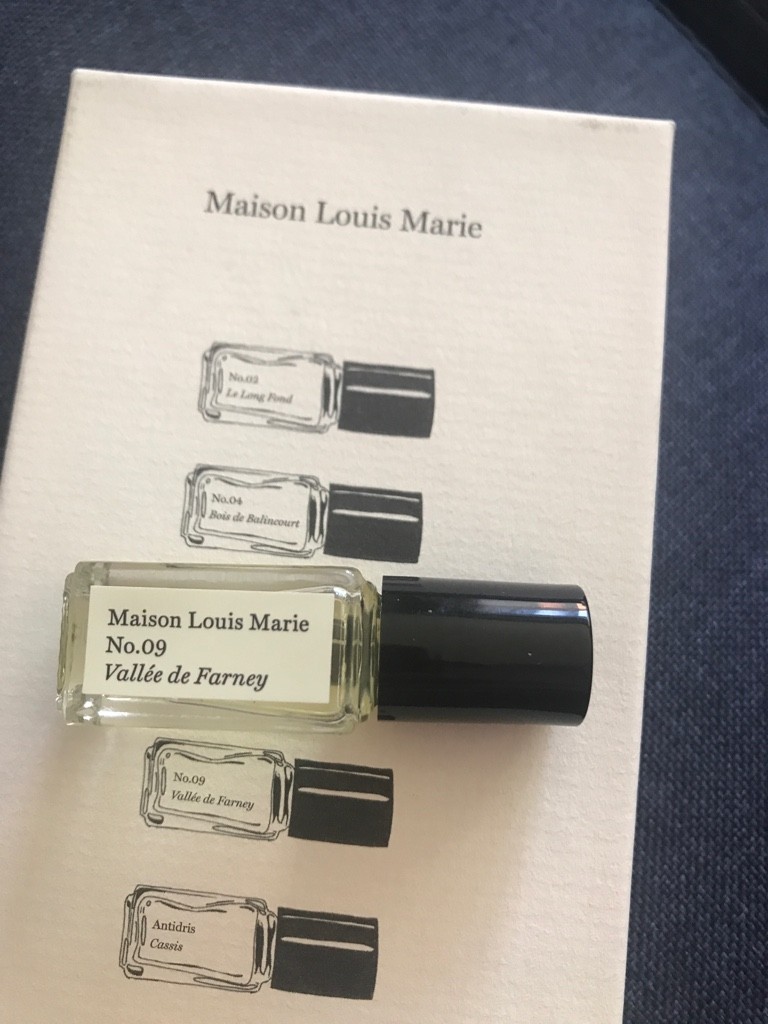 Maison Louis Marie
No.02
Le Long Fond
No.04
Bois de Balincourt
Maison Louis Marie
No.09
Vallée de Farney
No.09
Vallée de Farney
Antidris
Cassis